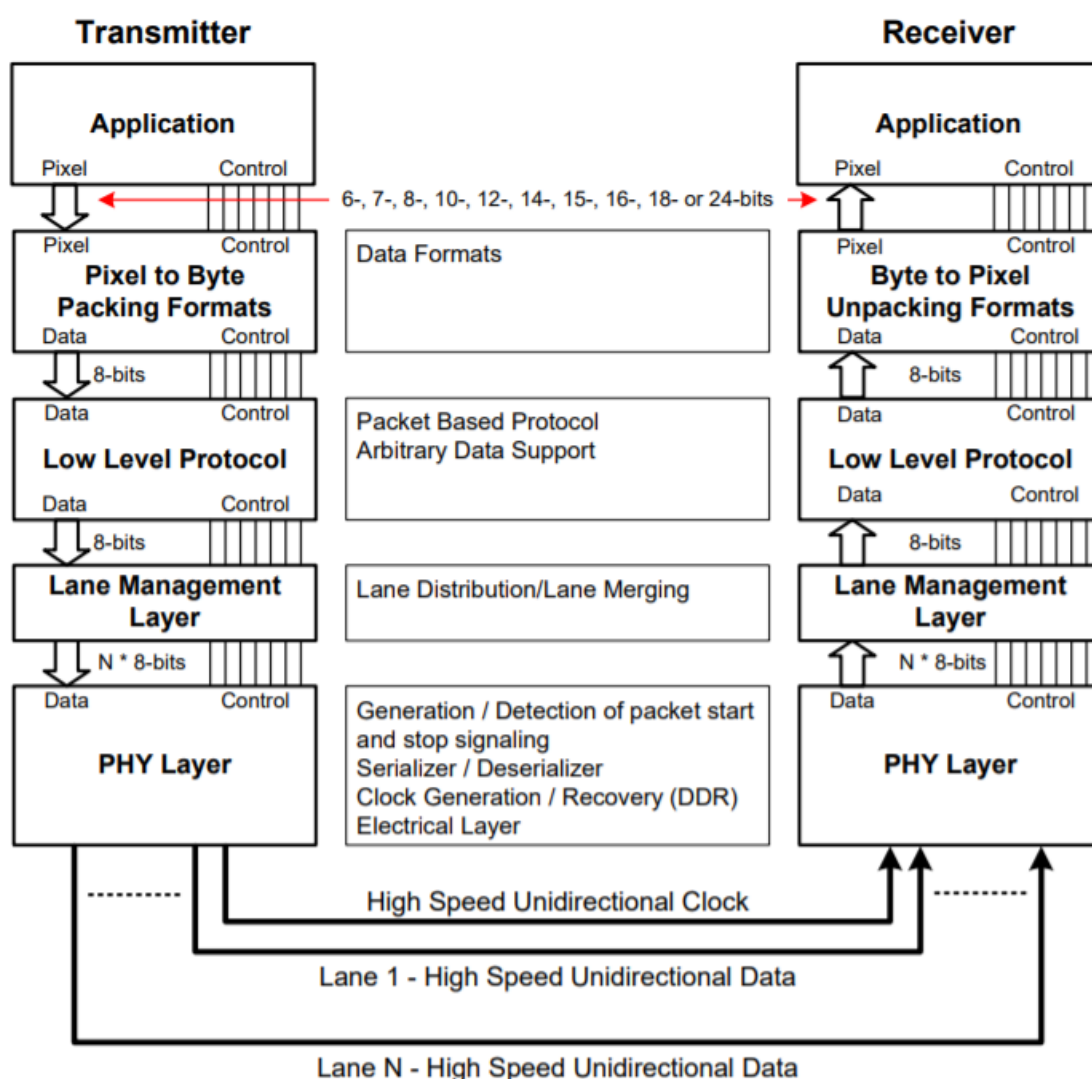 Transmitter
Receiver
Application
Application
Pixel
Control
Pixel
Control
6-, 7-, 8-, 10-, 12-, 14-, 15-, 16-, 18- or 24-bits
Pixel
Control
Data Formats
Pixel
Control
Pixel to Byte
Packing Formats
Byte to Pixel
Unpacking Formats
Data
Control
Data
Control
8-bits
8-bits
Data
Control
Packet Based Protocol
Arbitrary Data Support
Data
Control
Low Level Protocol
Low Level Protocol
Data
Control
Data
Control
8-bits
8-bits
Lane Management
Layer
Lane Distribution/Lane Merging
Lane Management
Layer
N * 8-bits
N * 8-bits
Data
Control
Data
Control
PHY Layer
Generation / Detection of packet start
and stop signaling
Serializer / Deserializer
Clock Generation / Recovery (DDR)
Electrical Layer
PHY Layer
High Speed Unidirectional Clock
Lane 1 - High Speed Unidirectional Data
Lane N - High Speed Unidirectional Data